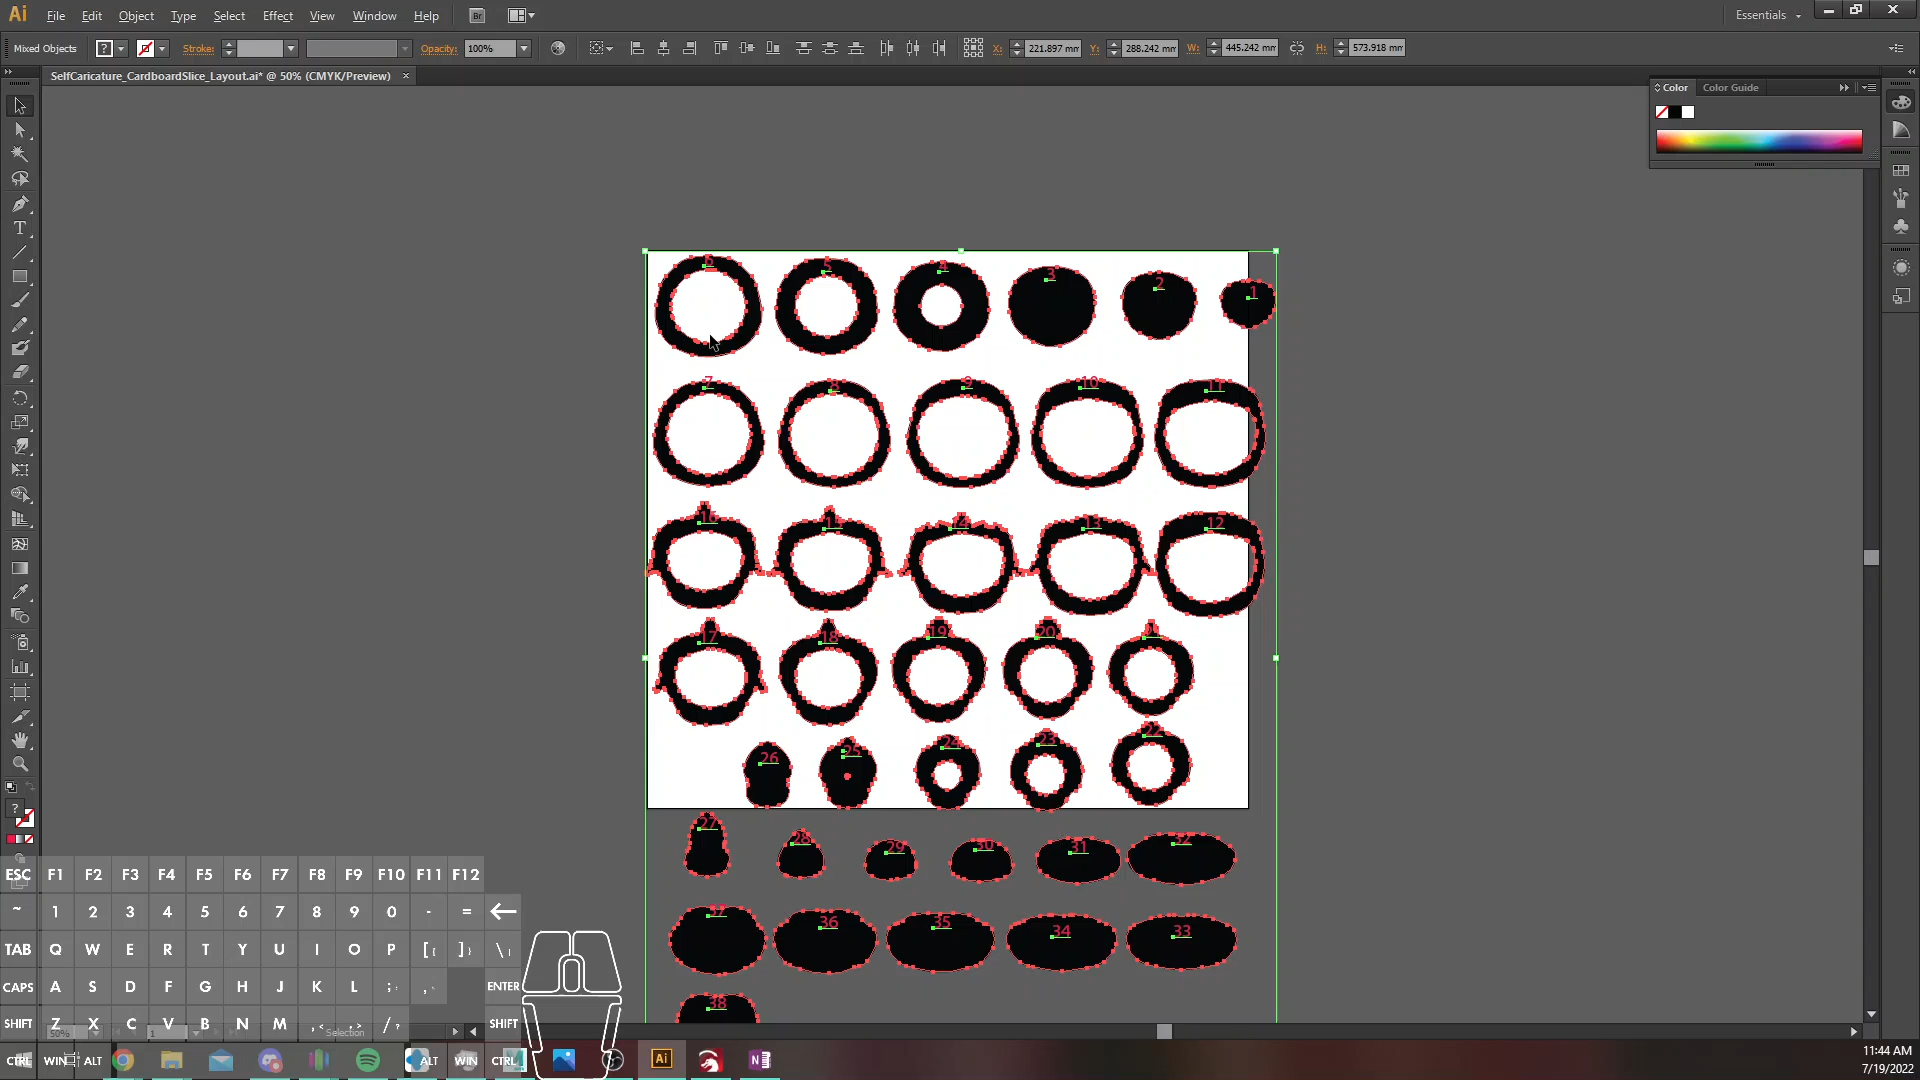 Ai File Edit Object Type Select Effect View Window Help Br Essentials
Mixed Objects ? Stroke: Opacity: 100% X: 221.897 mm Y: 288.242 mm W: 445.242 mm H: 573.918 mm
SelfCaricature_CardboardSlice_Layout.ai* @ 50% (CMYK/Preview) ×
Color Color Guide
6 5 4 3 2 1
7 8 9 10 11
16 15 14 13 12
17 18 19 20
26 25 24 23 22
27 28 29 30 31 32
37 36 35 34 33
38
ESC F1 F2 F3 F4 F5 F6 F7 F8 F9 F10 F11 F12
~ 1 2 3 4 5 6 7 8 9 0 - =
TAB Q W E R T Y U I O P [{ ]} \|
CAPS A S D F G H J K L ;: ENTER
SHIFT Z X C V B N M ,< .> /? SHIFT
50% 1 Selection
CTRL WIN ALT ALT WIN CTRL Ai N
11:44 AM
7/19/2022